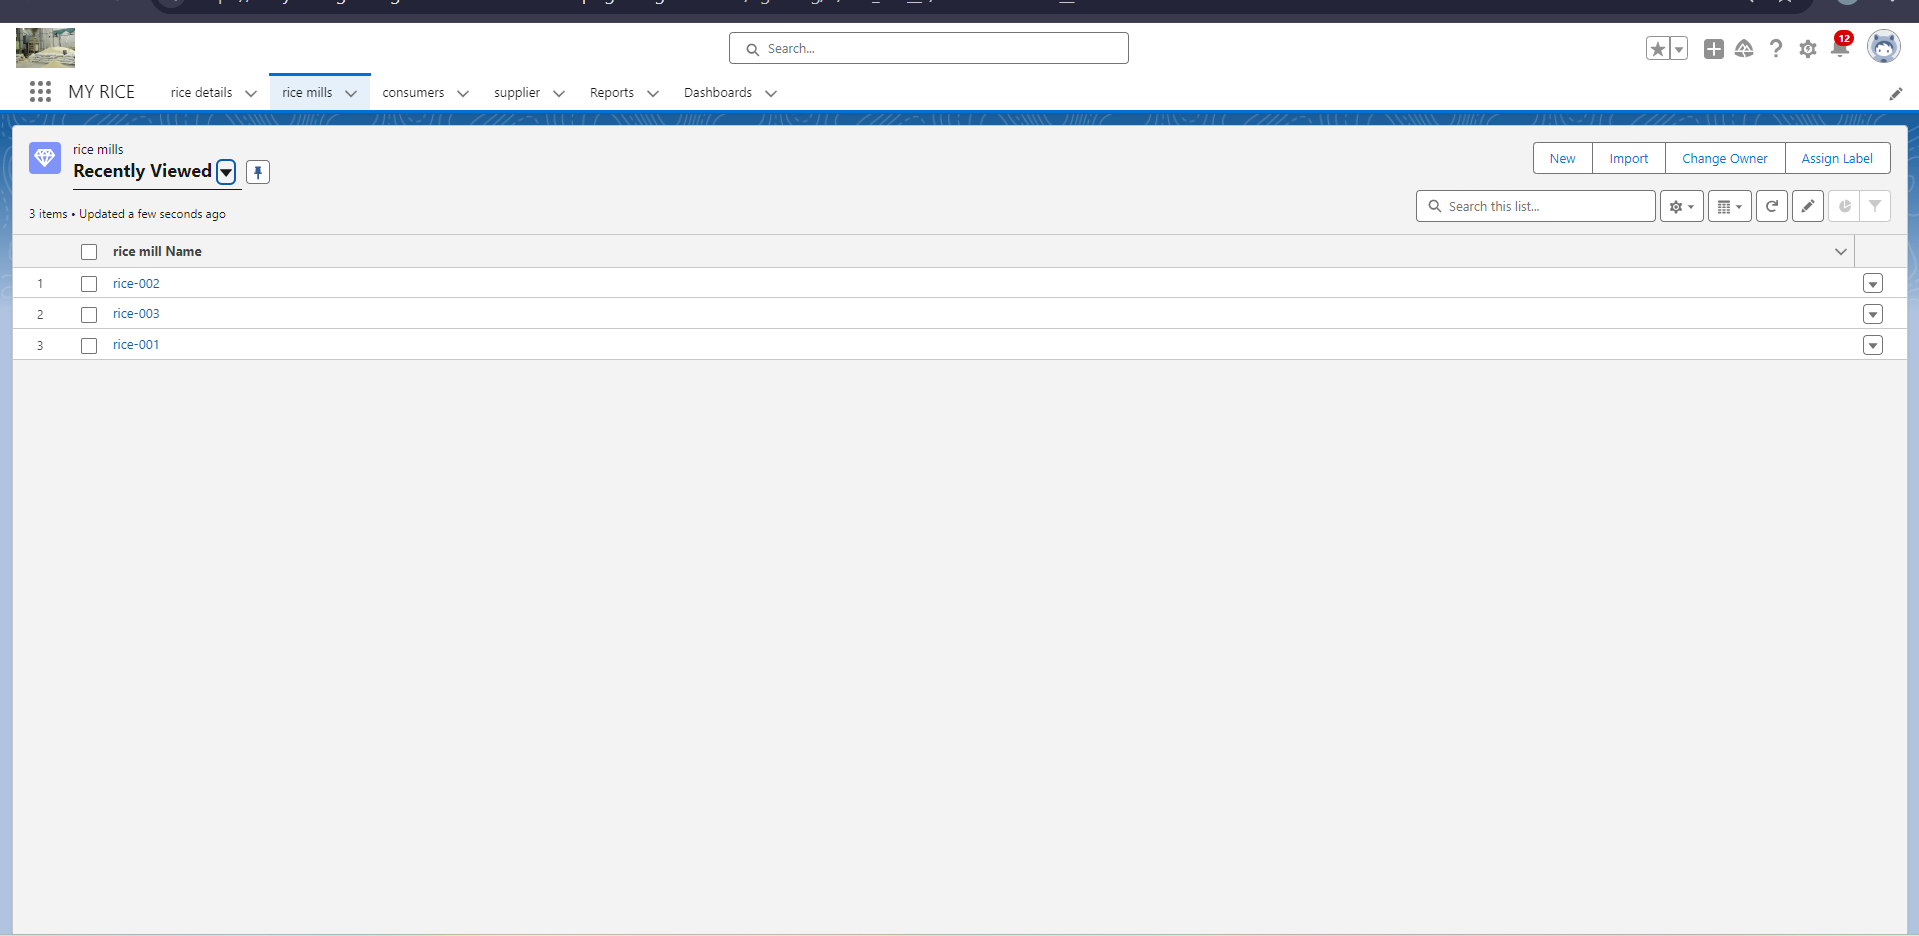 Search...
12
MY RICE
rice details
rice mills
consumers
supplier
Reports
Dashboards
rice mills
Recently Viewed
New
Import
Change Owner
Assign Label
3 items • Updated a few seconds ago
Search this list...
rice mill Name
1 rice-002
2 rice-003
3 rice-001